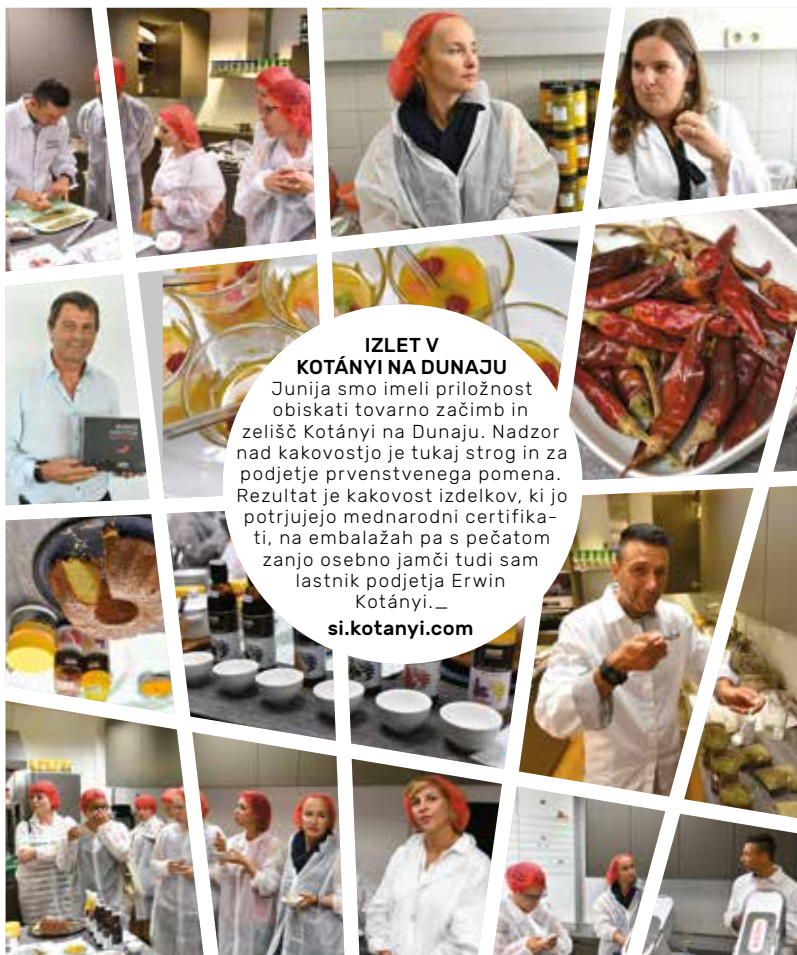 IZLET V
KOTÁNYI NA DUNAJU
Junija smo imeli priložnost
obiskati tovarno začimb in
zelišč Kotányi na Dunaju. Nadzor
nad kakovostjo je tukaj strog in za
podjetje prvenstvenega pomena.
Rezultat je kakovost izdelkov, ki jo
potrjujejo mednarodni certifika-
ti, na embalažah pa s pečatom
zanjo osebno jamči tudi sam
lastnik podjetja Erwin
Kotányi._
si.kotanyi.com